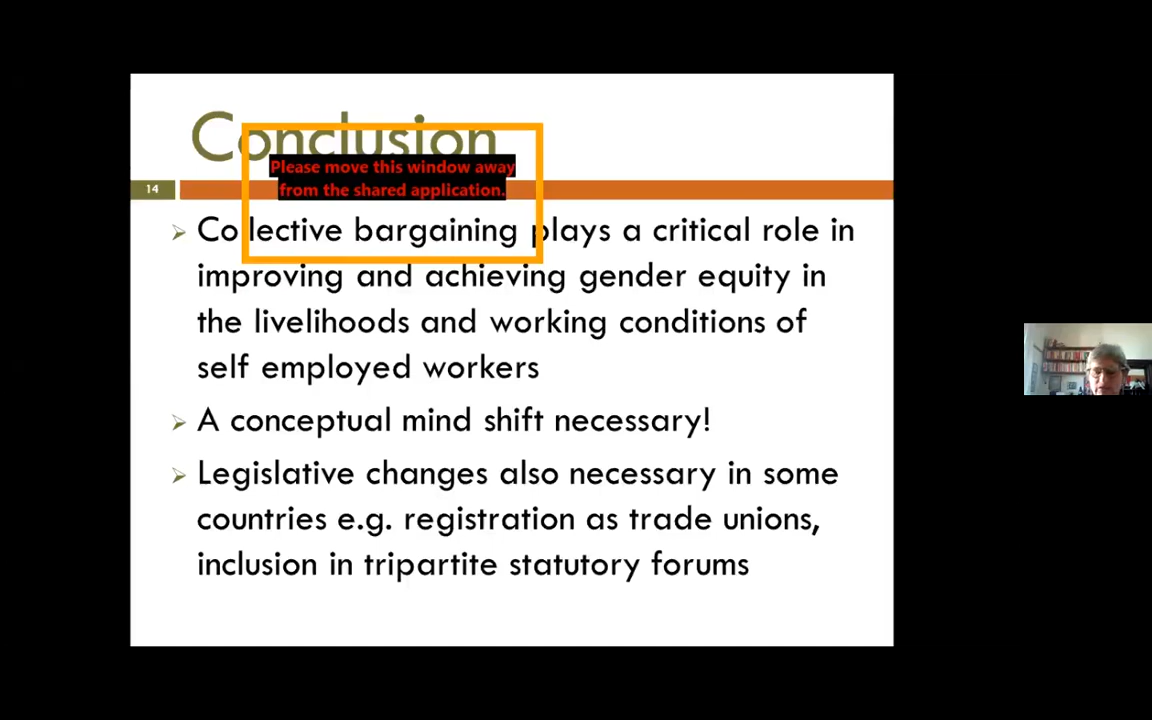 Conclusion
Please move this window away
from the shared application.
14
Collective bargaining plays a critical role in
improving and achieving gender equity in
the livelihoods and working conditions of
self employed workers
A conceptual mind shift necessary!
Legislative changes also necessary in some
countries e.g. registration as trade unions,
inclusion in tripartite statutory forums